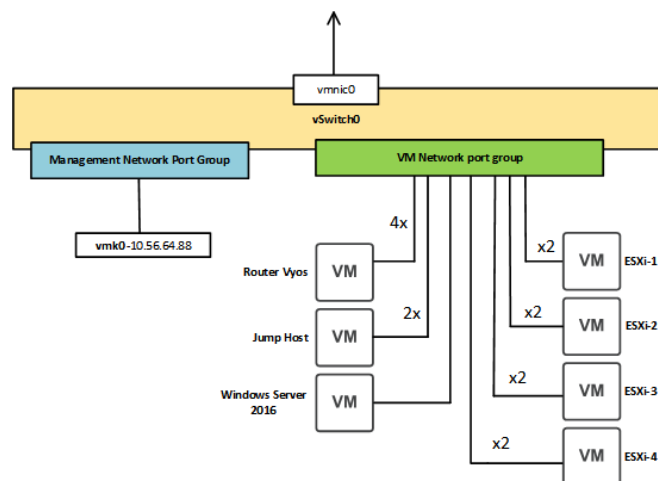 vmnic0
vSwitch0
Management Network Port Group
VM Network port group
vmk0-10.56.64.88
4x
Router Vyos
VM
2x
Jump Host
VM
Windows Server
2016
VM
x2
VM
ESXi-1
x2
VM
ESXi-2
x2
VM
ESXi-3
x2
VM
ESXi-4